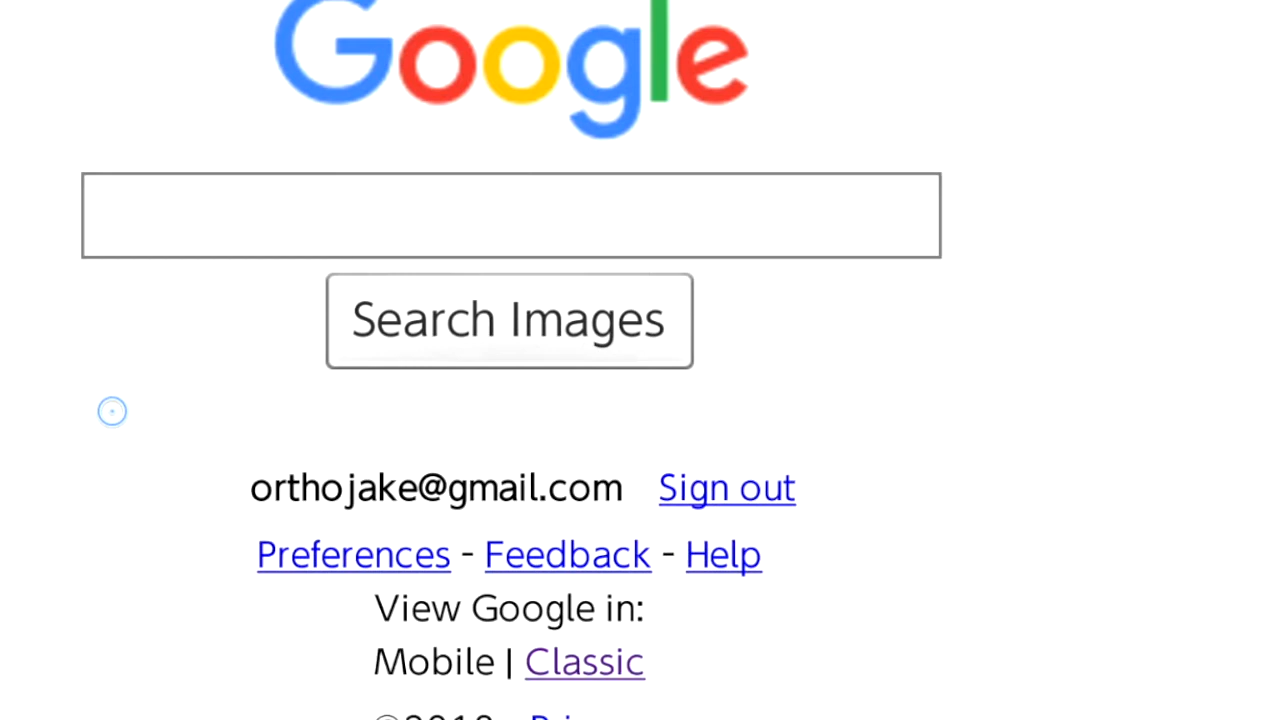 Google
Search Images
orthojake@gmail.com Sign out
Preferences - Feedback - Help
View Google in:
Mobile | Classic